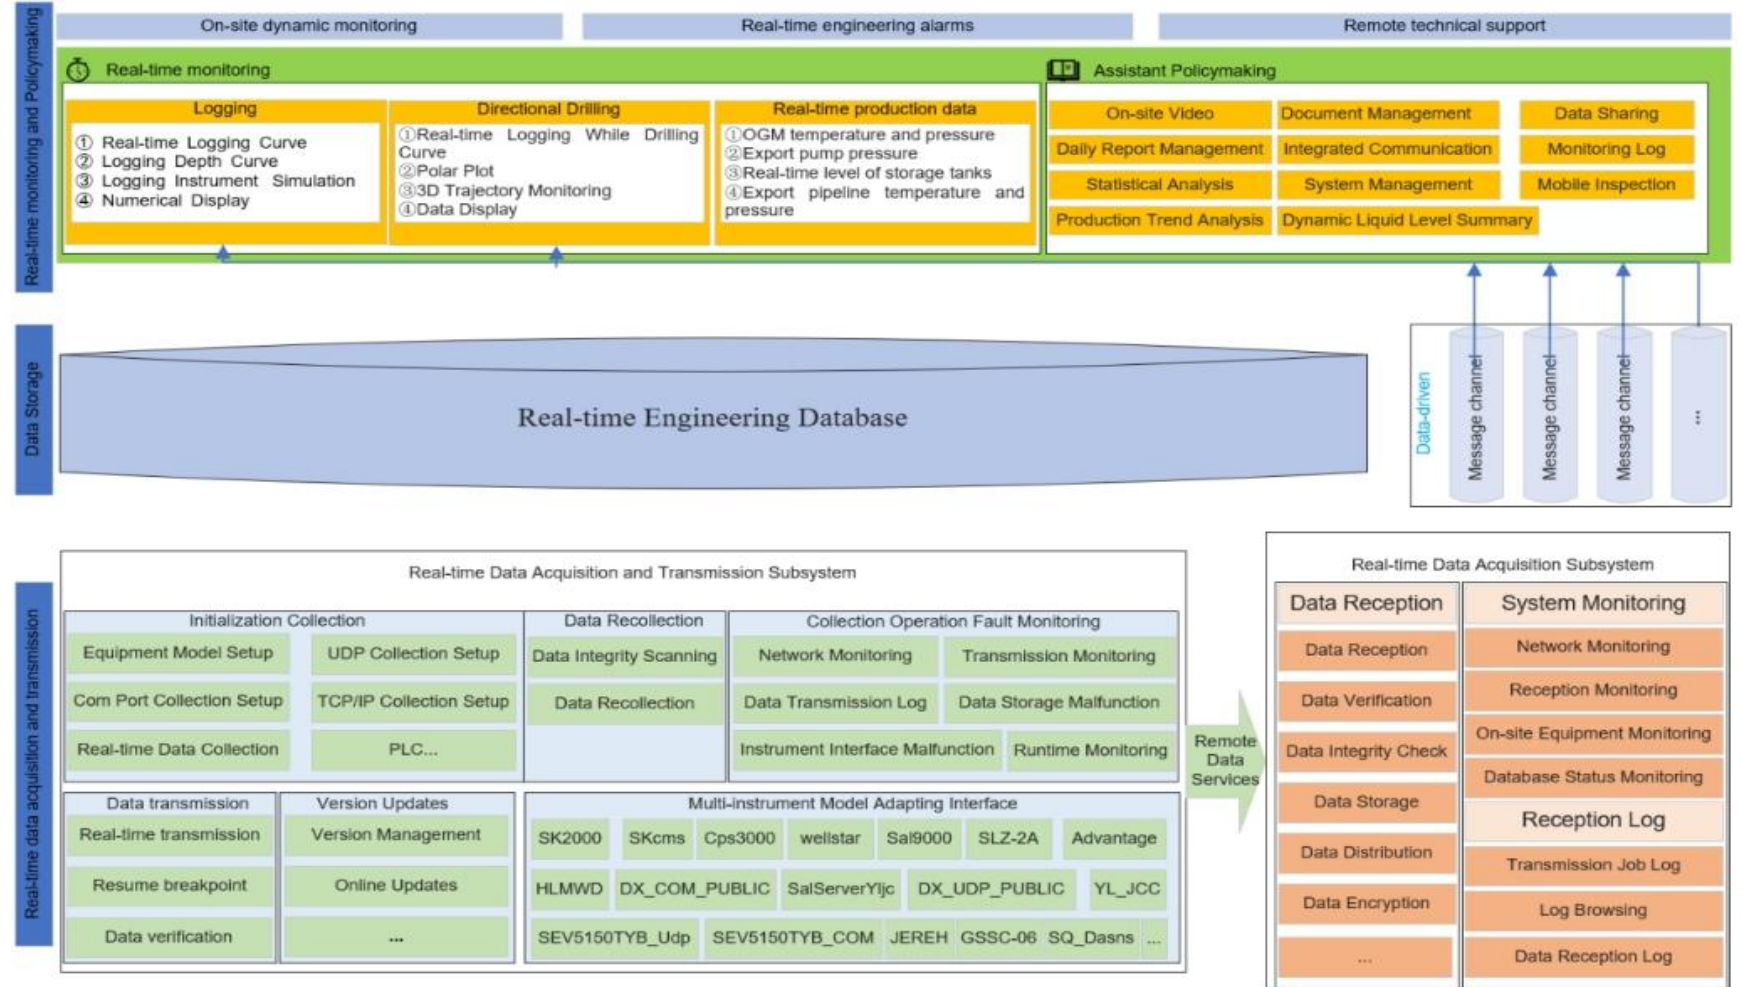 Real-time monitoring and Policymaking
On-site dynamic monitoring
Real-time engineering alarms
Remote technical support
Real-time monitoring
Logging
① Real-time Logging Curve
② Logging Depth Curve
③ Logging Instrument Simulation
④ Numerical Display
Directional Drilling
①Real-time Logging While Drilling
Curve
②Polar Plot
③3D Trajectory Monitoring
④Data Display
Real-time production data
①OGM temperature and pressure
②Export pump pressure
③Real-time level of storage tanks
④Export pipeline temperature and
pressure
Assistant Policymaking
On-site Video
Document Management
Data Sharing
Daily Report Management
Integrated Communication
Monitoring Log
Statistical Analysis
System Management
Mobile Inspection
Production Trend Analysis
Dynamic Liquid Level Summary
Data Storage
Real-time Engineering Database
Data-driven
Message channel
Message channel
Message channel
...
Real-time data acquisition and transmission
Real-time Data Acquisition and Transmission Subsystem
Initialization Collection
Equipment Model Setup
UDP Collection Setup
Com Port Collection Setup
TCP/IP Collection Setup
Real-time Data Collection
PLC...
Data Recollection
Data Integrity Scanning
Data Recollection
Collection Operation Fault Monitoring
Network Monitoring
Transmission Monitoring
Data Transmission Log
Data Storage Malfunction
Instrument Interface Malfunction
Runtime Monitoring
Data transmission
Real-time transmission
Resume breakpoint
Data verification
Version Updates
Version Management
Online Updates
...
Multi-instrument Model Adapting Interface
SK2000
SKcms
Cps3000
wellstar
Sal9000
SLZ-2A
Advantage
HLMWD
DX_COM_PUBLIC
SalServerYljc
DX_UDP_PUBLIC
YL_JCC
SEV5150TYB_Udp
SEV5150TYB_COM
JEREH
GSSC-06
SQ_Dasns
...
Remote
Data
Services
Real-time Data Acquisition Subsystem
Data Reception
Data Reception
Data Verification
Data Integrity Check
Data Storage
Data Distribution
Data Encryption
...
System Monitoring
Network Monitoring
Reception Monitoring
On-site Equipment Monitoring
Database Status Monitoring
Reception Log
Transmission Job Log
Log Browsing
Data Reception Log